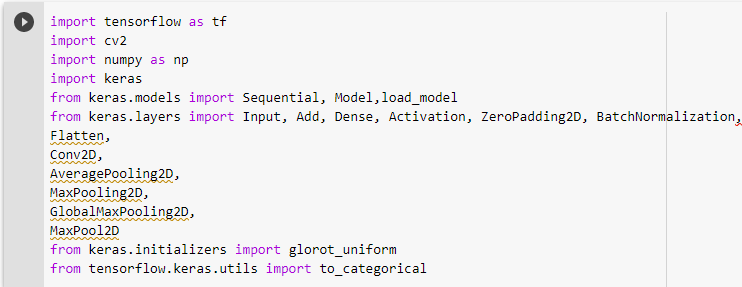 import tensorflow as tf
import cv2
import numpy as np
import keras
from keras.models import Sequential, Model,load_model
from keras.layers import Input, Add, Dense, Activation, ZeroPadding2D, BatchNormalization,
Flatten,
Conv2D,
AveragePooling2D,
MaxPooling2D,
GlobalMaxPooling2D,
MaxPool2D
from keras.initializers import glorot_uniform
from tensorflow.keras.utils import to_categorical